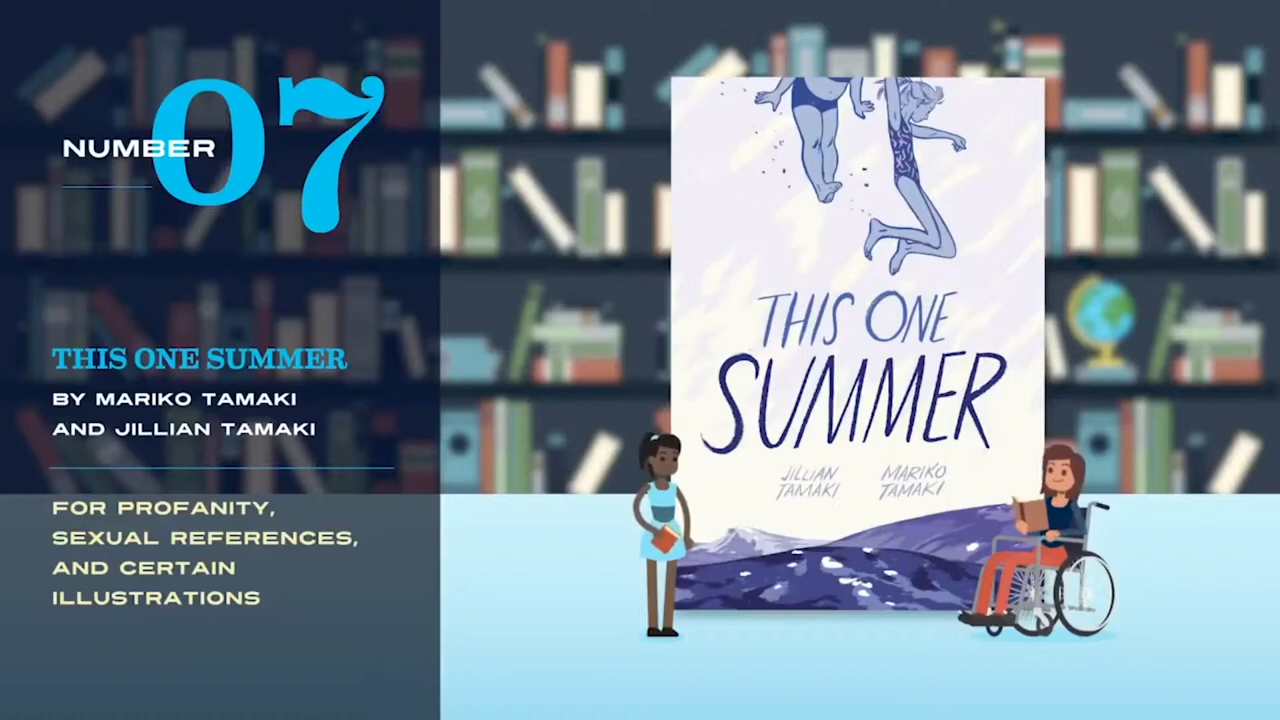 NUMBER 07
THIS ONE SUMMER
BY MARIKO TAMAKI
AND JILLIAN TAMAKI
FOR PROFANITY,
SEXUAL REFERENCES,
AND CERTAIN
ILLUSTRATIONS
THIS ONE
SUMMER
JILLIAN MARIKO
TAMAKI TAMAKI